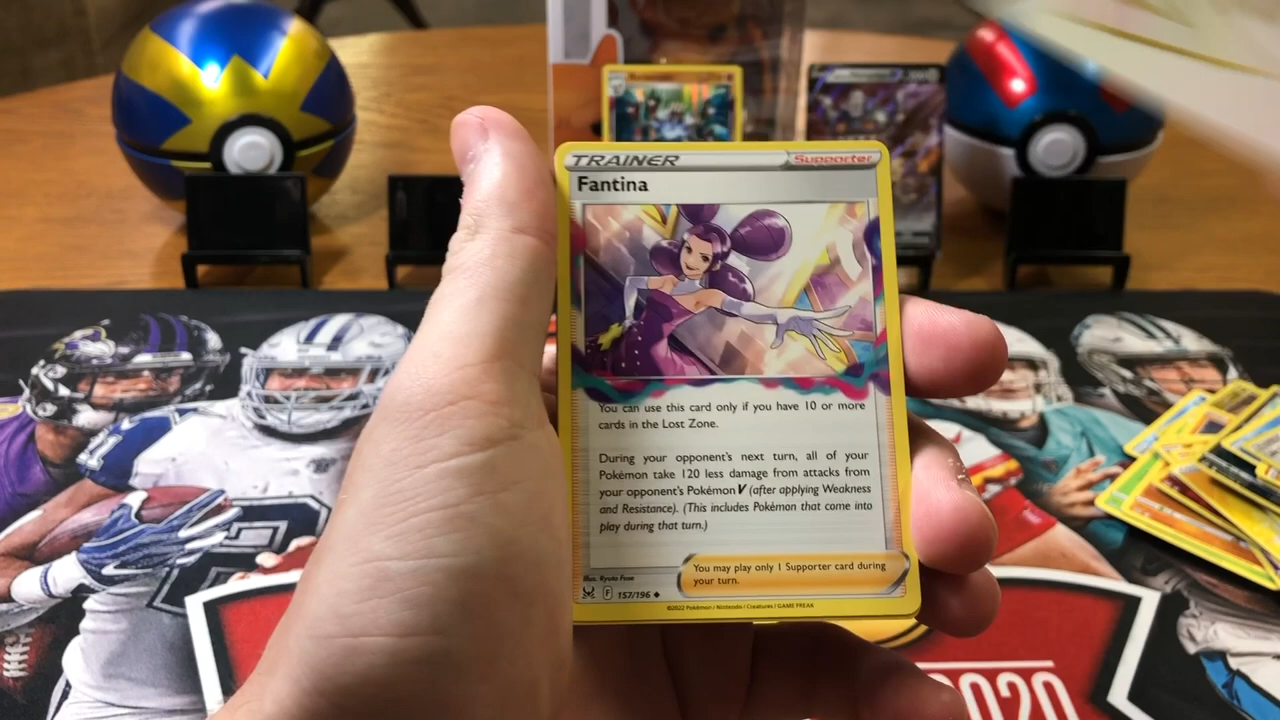 TRAINER
Supporter
Fantina
You can use this card only if you have 10 or more
cards in the Lost Zone.
During your opponent's next turn, all of your
Pokémon take 120 less damage from attacks from
your opponent's Pokémon V (after applying Weakness
and Resistance). (This includes Pokémon that come into
play during that turn.)
You may play only 1 Supporter card during
your turn.
Illus. Ryuta Fuse
F 157/196
©2022 Pokémon / Nintendo / Creatures / GAME FREAK
2020